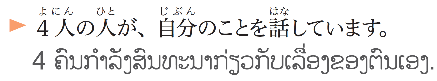 よにん ひと じぶん はな
4人の人が、自分のことを話しています。
4 ຄົນກຳລັງສົນທະນາກ່ຽວກັບເລື່ອງຂອງຕົນເອງ.